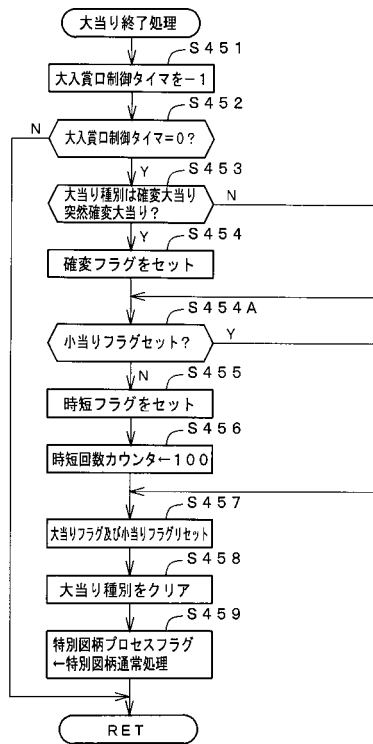 大当り終了処理
S451
大入賞口制御タイマを－1
S452
N
大入賞口制御タイマ＝0？
Y
S453
大当り種別は確変大当り
突然確変大当り？
N
Y
S454
確変フラグをセット
S454A
小当りフラグセット？
Y
N
S455
時短フラグをセット
S456
時短回数カウンタ←100
S457
大当りフラグ及び小当りフラグリセット
S458
大当り種別をクリア
S459
特別図柄プロセスフラグ
←特別図柄通常処理
RET